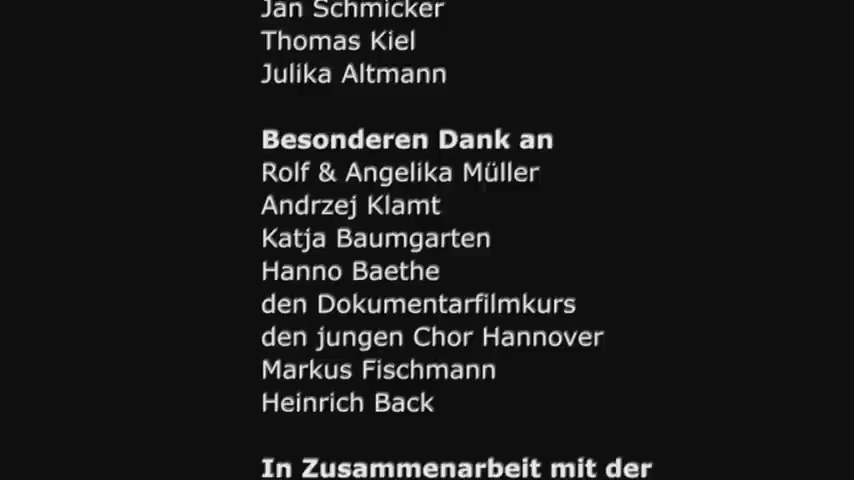 Jan Schmicker
Thomas Kiel
Julika Altmann
Besonderen Dank an
Rolf & Angelika Müller
Andrzej Klamt
Katja Baumgarten
Hanno Baethe
den Dokumentarfilmkurs
den jungen Chor Hannover
Markus Fischmann
Heinrich Back
In Zusammenarbeit mit der